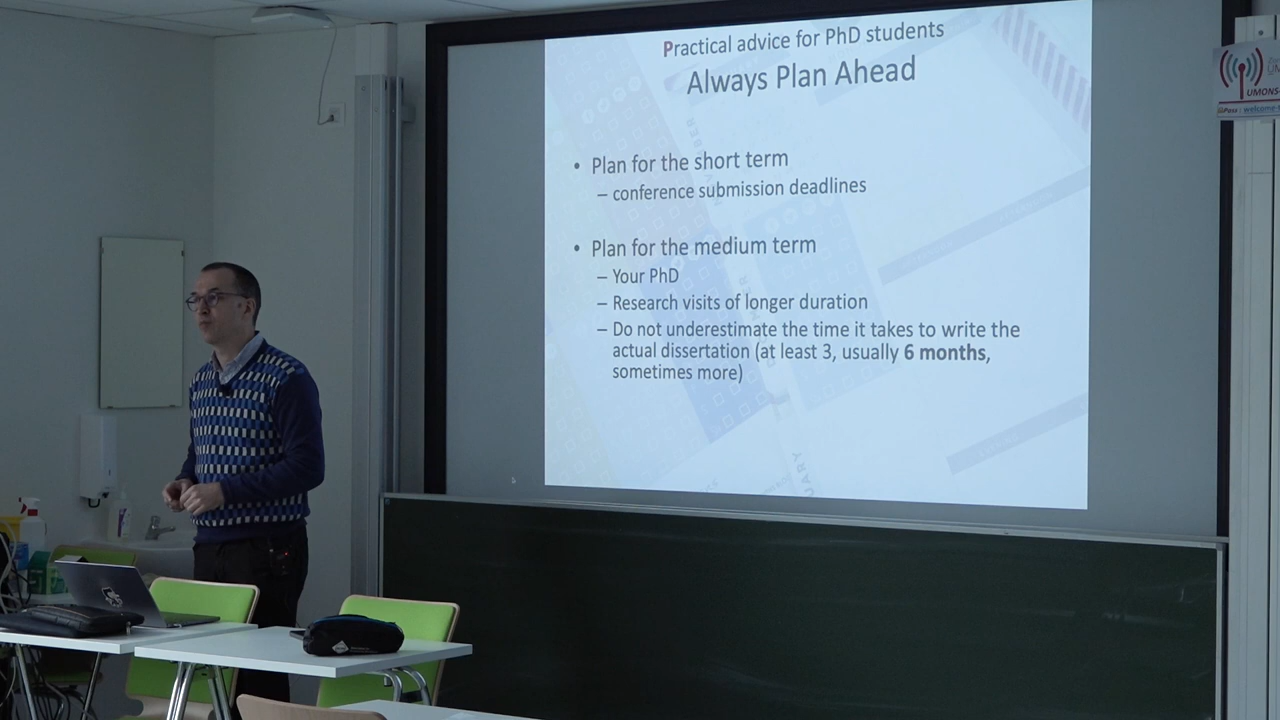 Practical advice for PhD students
Always Plan Ahead
• Plan for the short term
– conference submission deadlines
• Plan for the medium term
– Your PhD
– Research visits of longer duration
– Do not underestimate the time it takes to write the
actual dissertation (at least 3, usually 6 months,
sometimes more)
UMONS